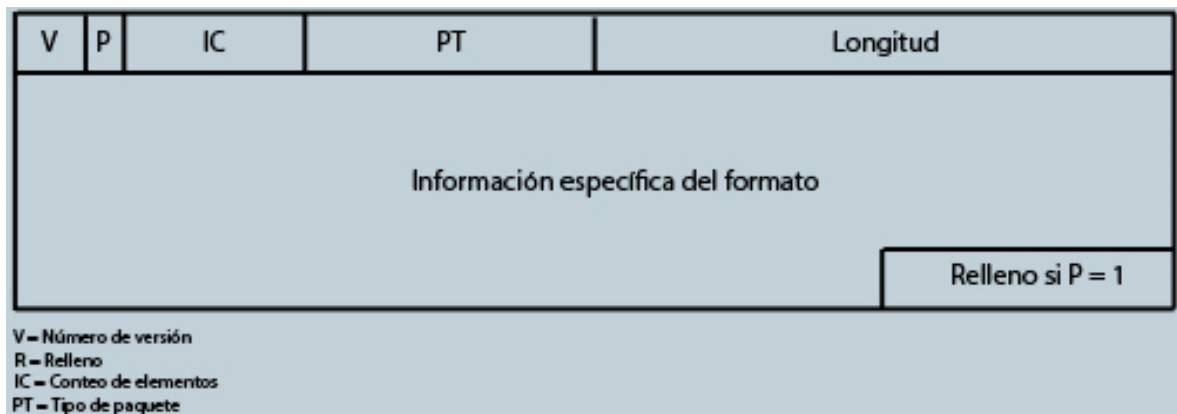 V P IC PT Longitud
Información específica del formato
Relleno si P = 1
V = Número de versión
R = Relleno
IC = Conteo de elementos
PT = Tipo de paquete